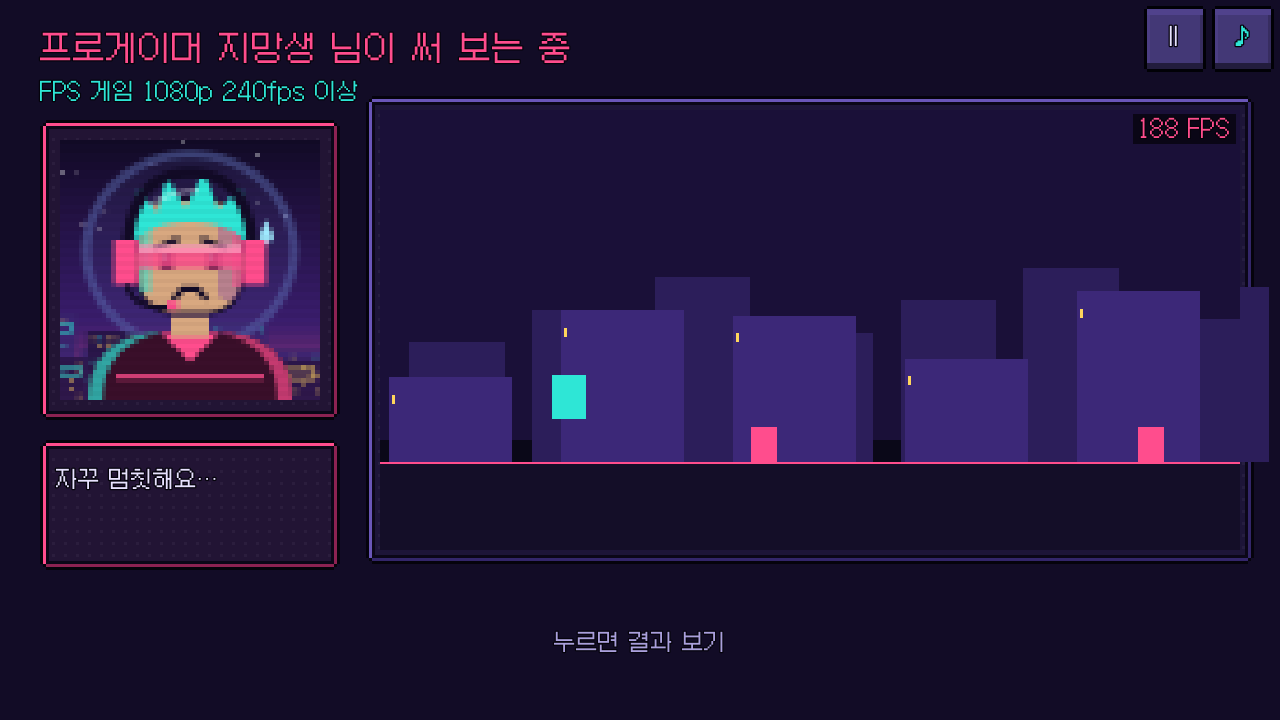 프로게이머 지망생 님이 써 보는 중
FPS 게임 1080p 240fps 이상
188 FPS
자꾸 멈칫해요…
누르면 결과 보기